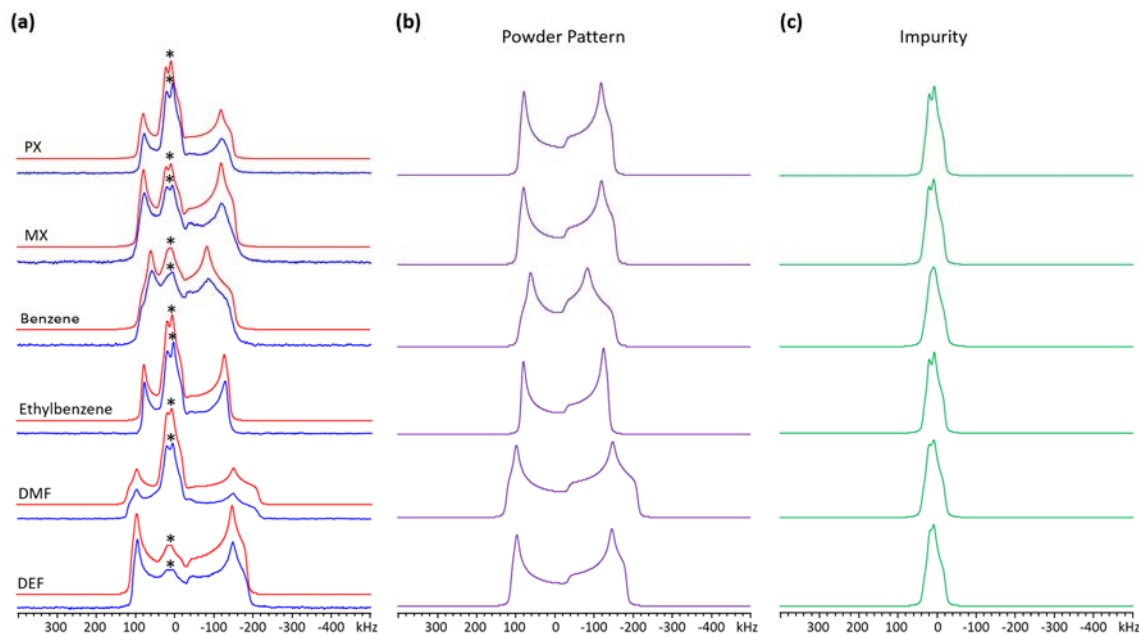 (a)
(b)
(c)
Powder Pattern
Impurity
*
*
PX
*
*
MX
*
*
Benzene
*
*
Ethylbenzene
*
*
DMF
*
*
DEF
300 200 100 0 -100 -200 -300 -400 kHz
300 200 100 0 -100 -200 -300 -400 kHz
300 200 100 0 -100 -200 -300 -400 kHz